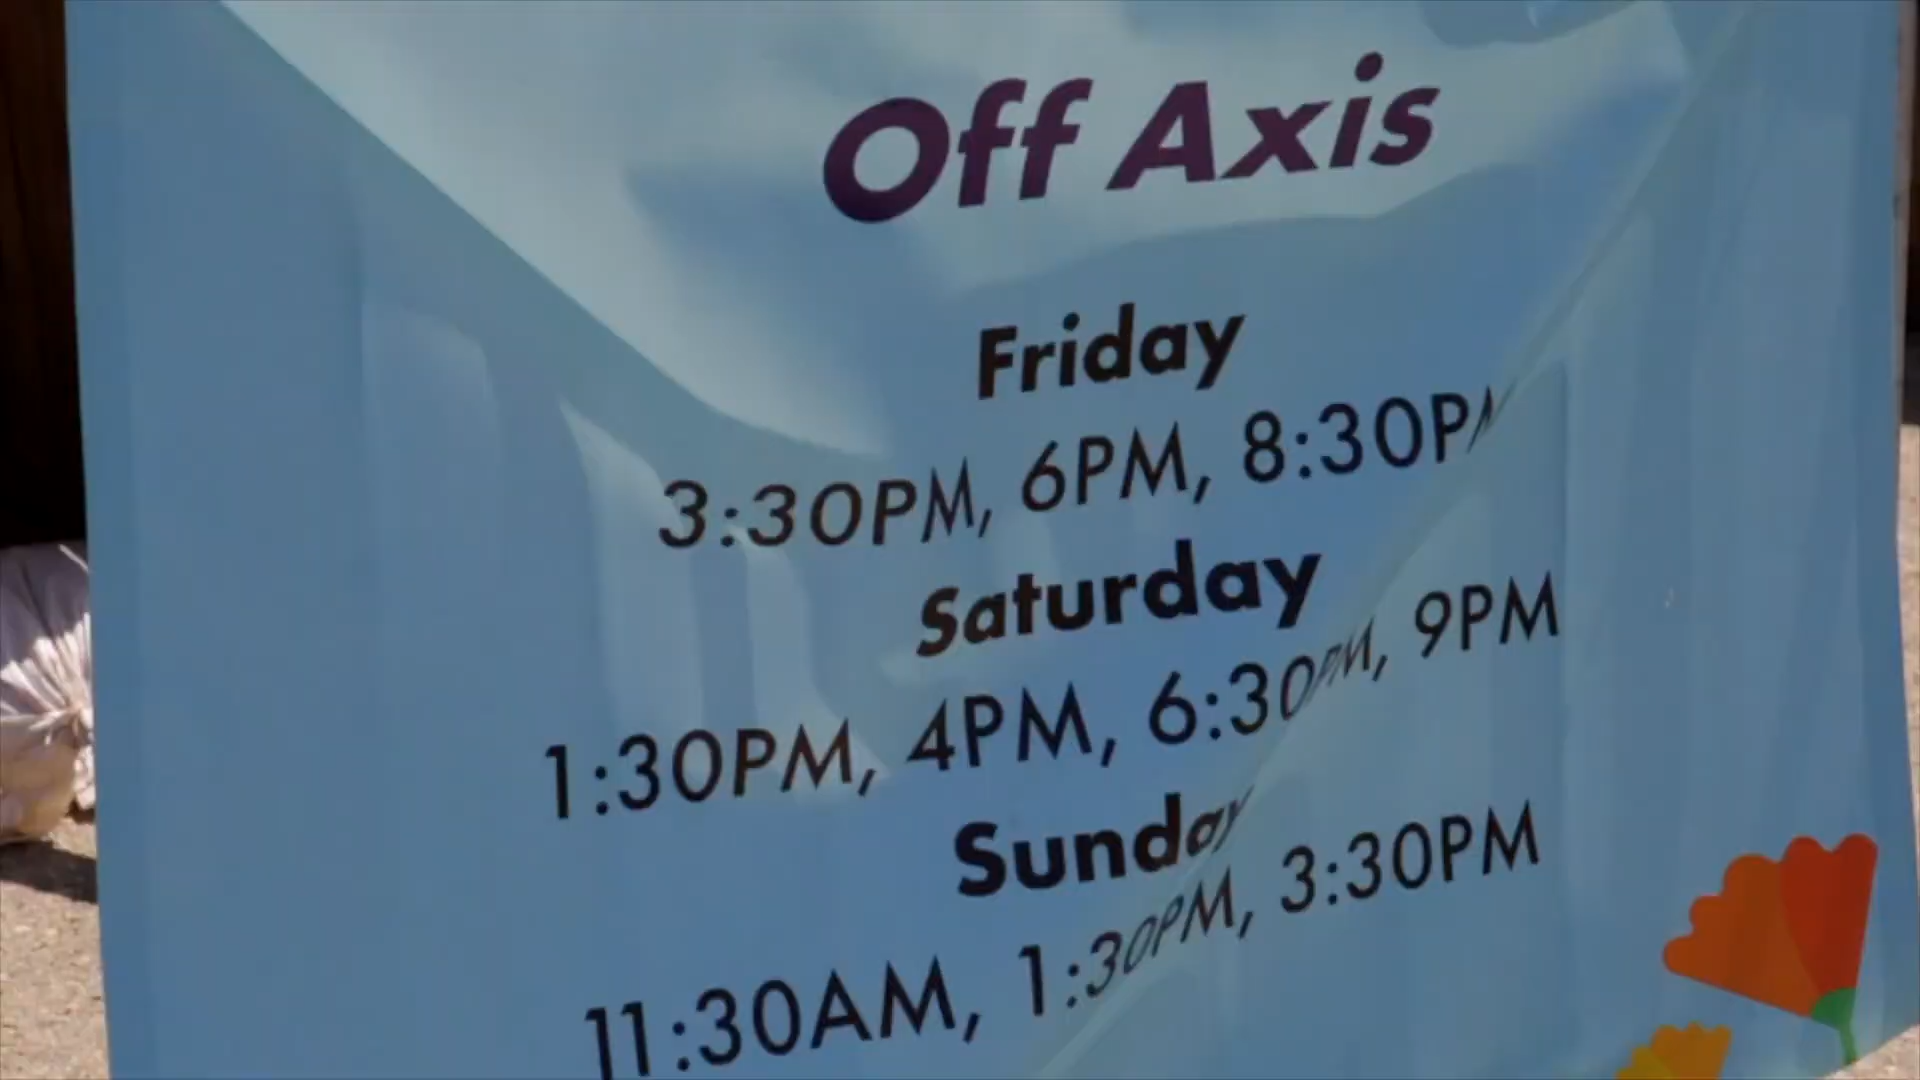 Off Axis
Friday
3:30PM, 6PM, 8:30PM
Saturday
1:30PM, 4PM, 6:30PM, 9PM
Sunday
11:30AM, 1:30PM, 3:30PM